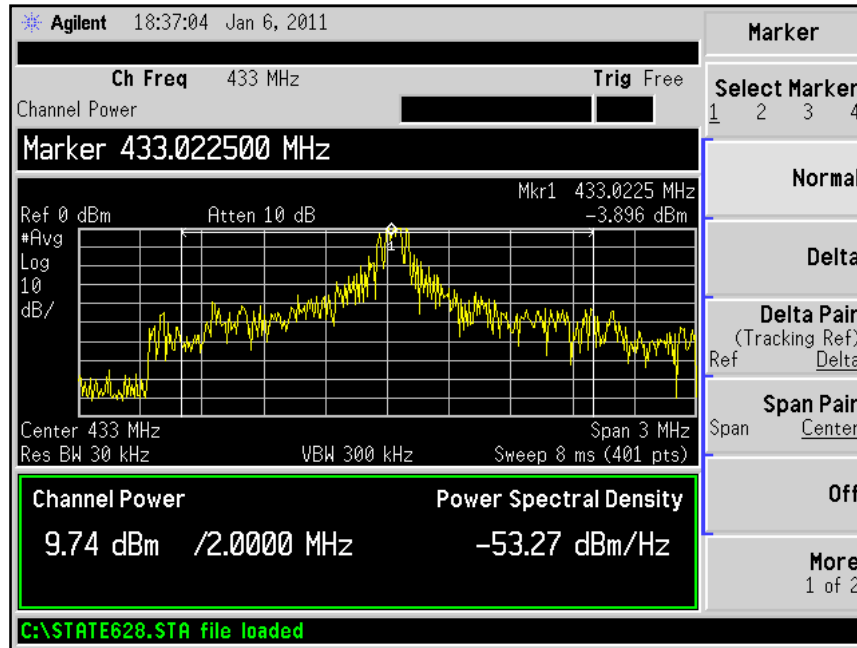 Agilent 18:37:04 Jan 6, 2011
Marker
Ch Freq 433 MHz Trig Free
Channel Power
Select Marker
1 2 3 4
Marker 433.022500 MHz
Normal
Mkr1 433.0225 MHz
Ref 0 dBm Atten 10 dB -3.896 dBm
#Avg
Log
10
dB/
1
Delta
Delta Pair
(Tracking Ref)
Ref Delta
Span Pair
Span Center
Center 433 MHz Span 3 MHz
Res BW 30 kHz VBW 300 kHz Sweep 8 ms (401 pts)
Off
Channel Power Power Spectral Density
9.74 dBm /2.0000 MHz -53.27 dBm/Hz
More
1 of 2
C:\STATE628.STA file loaded